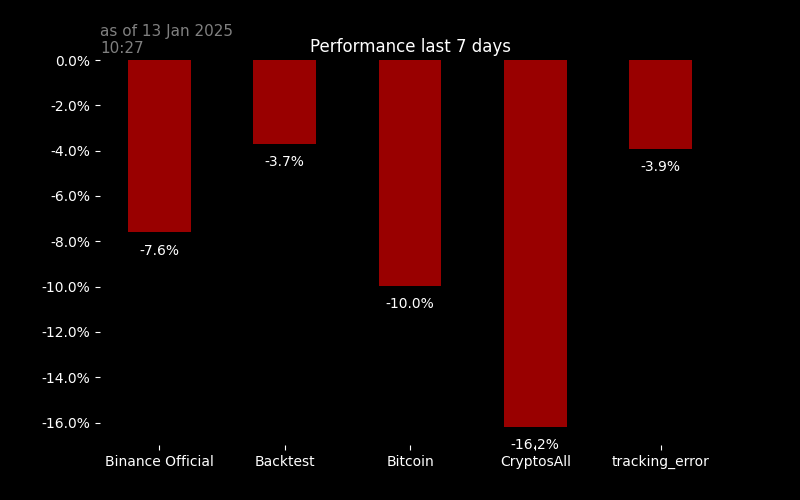 as of 13 Jan 2025
10:27
Performance last 7 days
0.0%
-2.0%
-4.0%
-6.0%
-8.0%
-10.0%
-12.0%
-14.0%
-16.0%
-7.6%
-3.7%
-10.0%
-16.2%
-3.9%
Binance Official
Backtest
Bitcoin
CryptosAll
tracking_error